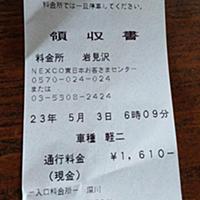 料金所では一旦停車してください。
領収書
料金所 岩見沢
NEXCO東日本お客さまセンター
0570-024-024
または
03-5308-2424
23年 5月 3日 6時09分
車種 軽二
通行料金 ¥1,610-
(現金)
-入口料金所- 深川